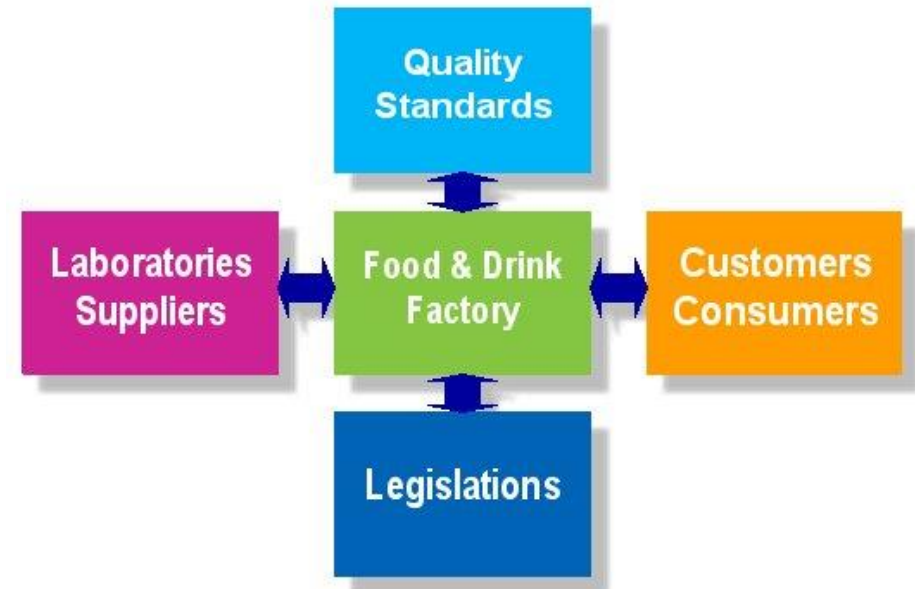 Quality
Standards
Laboratories
Suppliers
Food & Drink
Factory
Customers
Consumers
Legislations